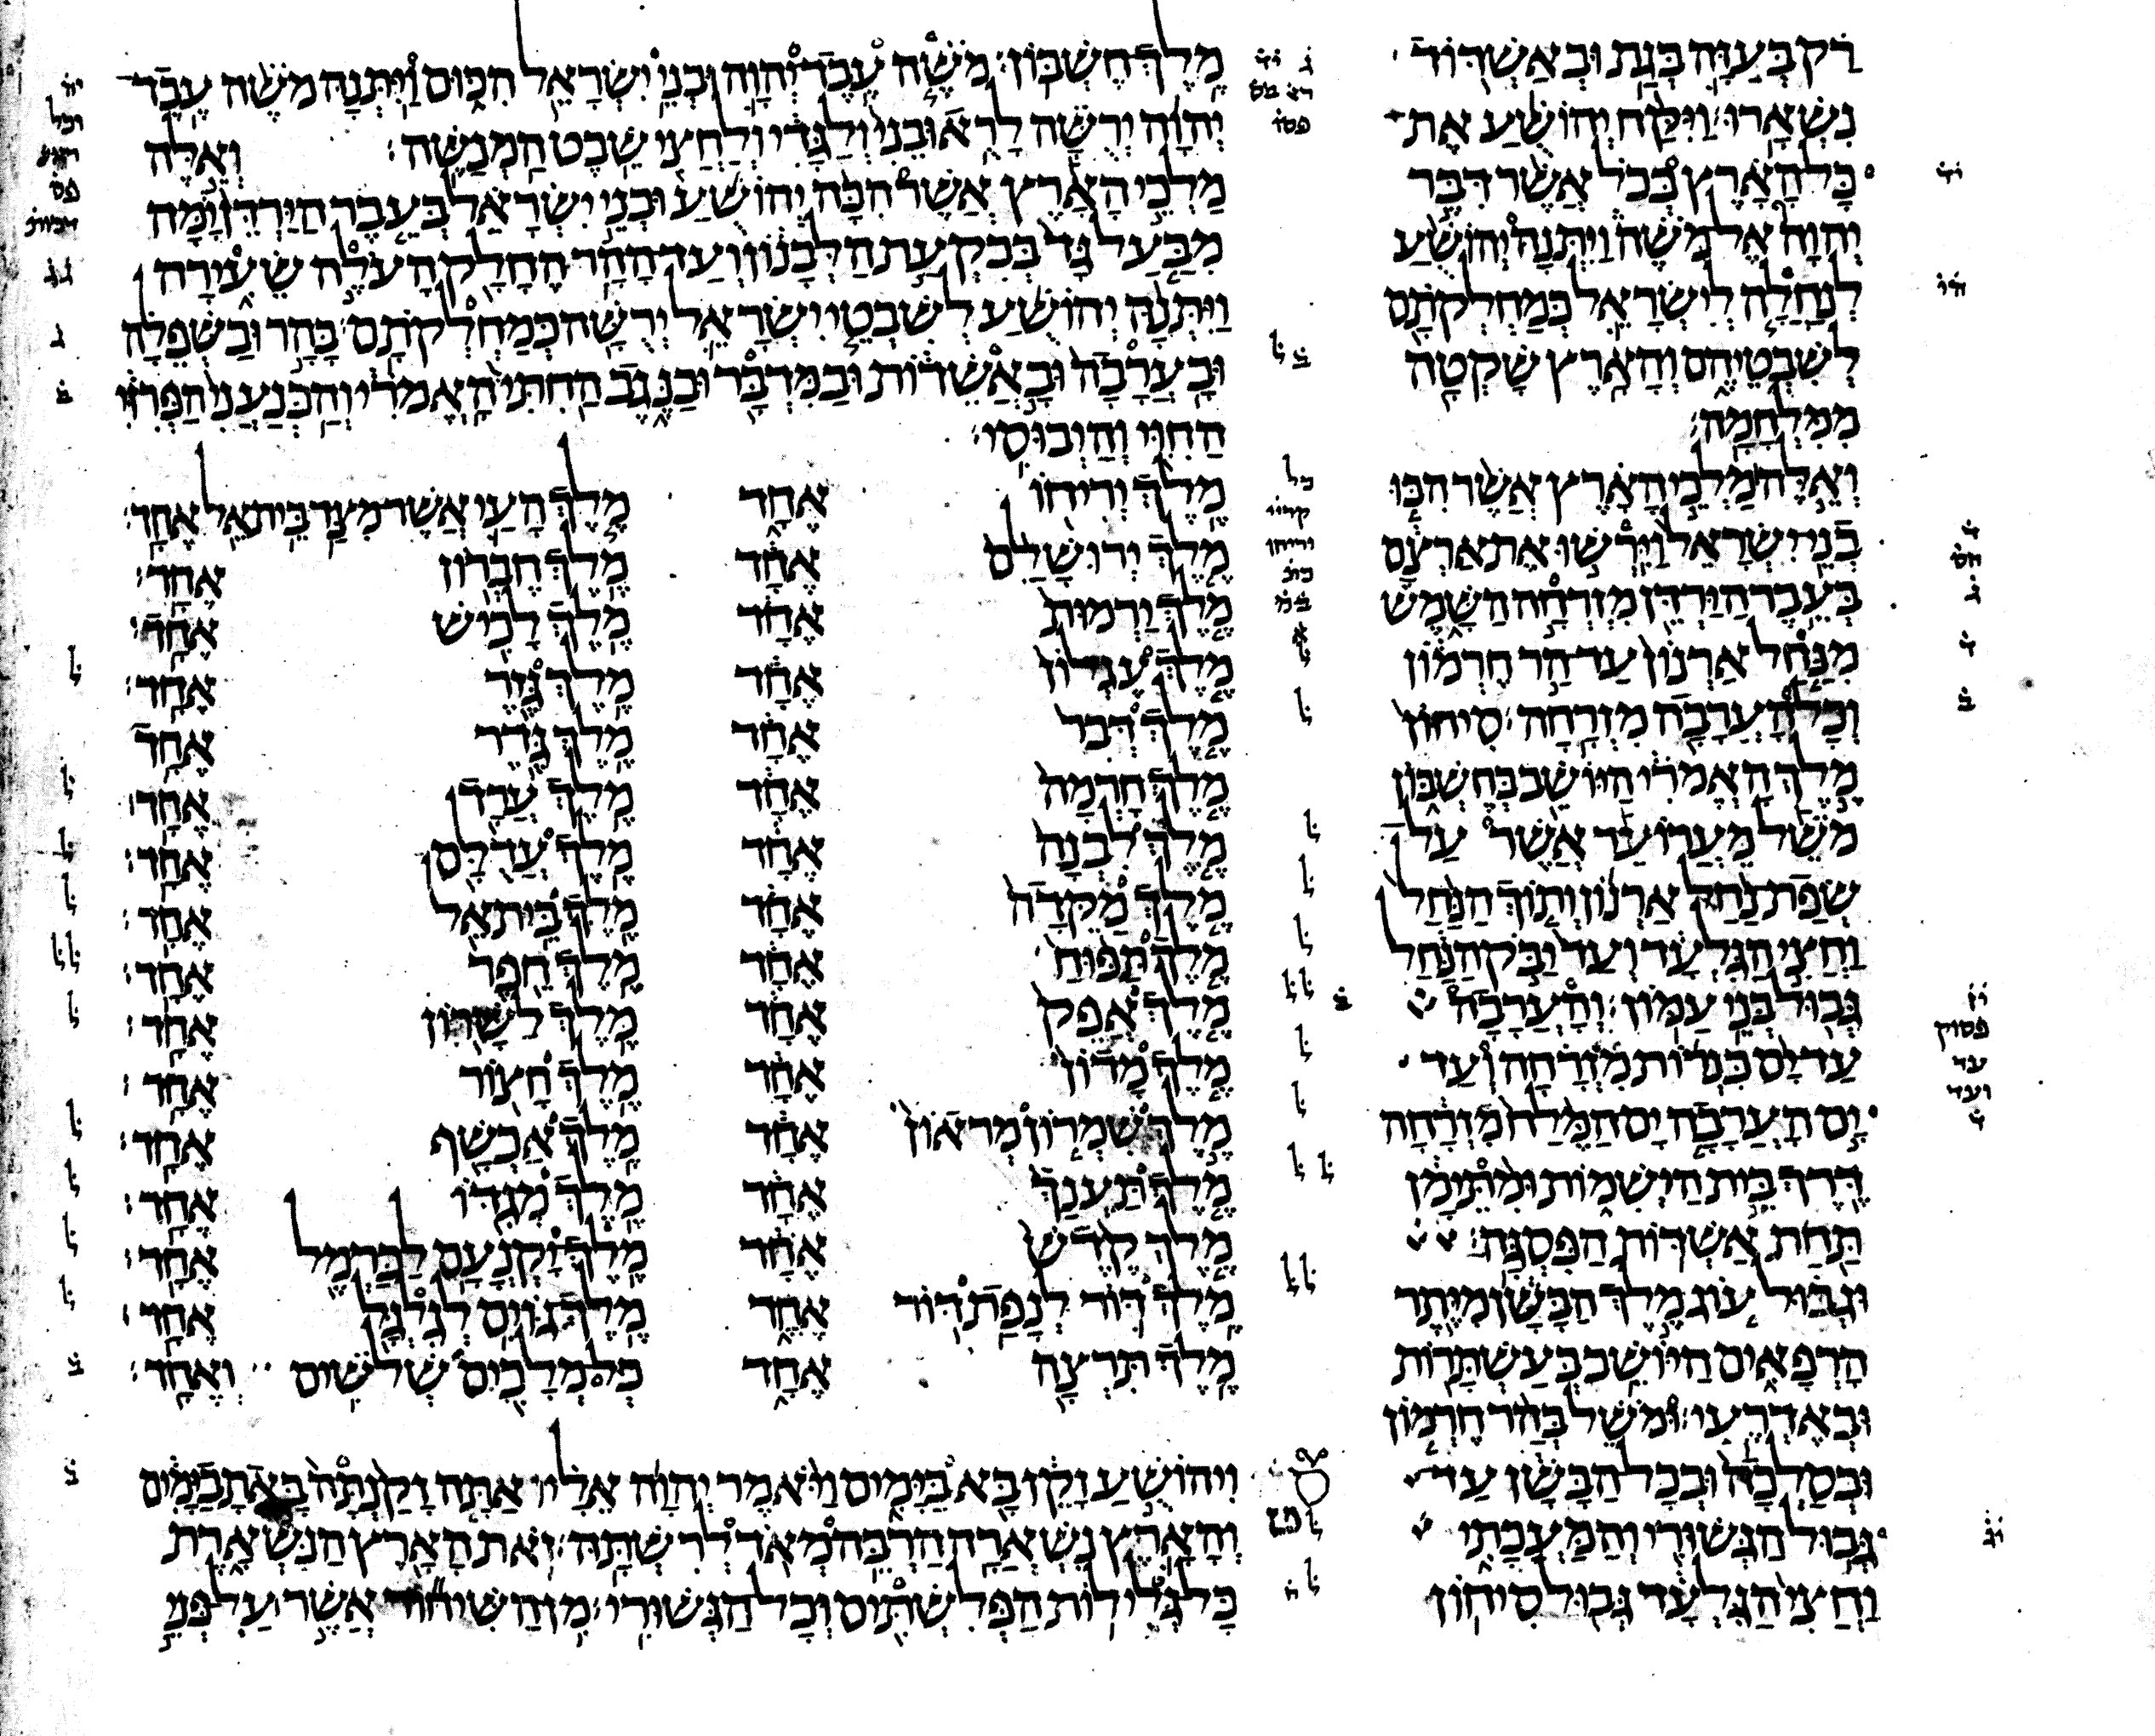 רק בעזה בגת ובאשדוד
נשארו׃ ויקח יהושע את
כל הארץ ככל אשר דבר
יהוה אל משה ויתנה יהושע
לנחלה לישראל כמחלקתם
לשבטיהם והארץ שקטה
ממלחמה׃
ואלה מלכי הארץ אשר הכו
בני ישראל וירשו את ארצם
בעבר הירדן מזרחה השמש
מנחל ארנון עד הר חרמון
וכל הערבה מזרחה׃ סיחון
מלך האמרי היושב בחשבון
משל מערוער אשר על
שפת נחל ארנון ותוך הנחל
וחצי הגלעד ועד יבק הנחל
גבול בני עמון׃ והערבה
עד ים כנרות מזרחה ועד
ים הערבה ים המלח מזרחה
דרך בית הישמות ומתימן
תחת אשדות הפסגה׃
וגבול עוג מלך הבשן מיתר
הרפאים היושב בעשתרות
ובאדרעי׃ ומשל בהר חרמון
ובסלכה ובכל הבשן עד
גבול הגשורי והמעכתי
וחצי הגלעד גבול סיחון
מלך חשבון׃ משה עבד יהוה ובני ישראל הכום ויתנה משה עבד
יהוה ירשה לראובני ולגדי ולחצי שבט המנשה׃ ואלה
מלכי הארץ אשר הכה יהושע ובני ישראל בעבר הירדן ימה
מבעל גד בבקעת הלבנון ועד ההר החלק העלה שעירה
ויתנה יהושע לשבטי ישראל ירשה כמחלקתם׃ בהר ובשפלה
ובערבה ובאשדות ובמדבר ובנגב החתי האמרי והכנעני הפרזי
החוי והיבוסי׃
מלך יריחו אחד מלך העי אשר מצד בית אל אחד׃
מלך ירושלם אחד מלך חברון אחד׃
מלך ירמות אחד מלך לכיש אחד׃
מלך עגלון אחד מלך גזר אחד׃
מלך דבר אחד מלך גדר אחד
מלך חרמה אחד מלך ערד אחד׃
מלך לבנה אחד מלך עדלם אחד׃
מלך מקדה אחד מלך בית אל אחד׃
מלך תפוח אחד מלך חפר אחד׃
מלך אפק אחד מלך לשרון אחד׃
מלך מדון אחד מלך חצור אחד׃
מלך שמרון מראון אחד מלך אכשף אחד׃
מלך תענך אחד מלך מגדו אחד׃
מלך קדש אחד מלך יקנעם לכרמל אחד׃
מלך דור לנפת דור אחד מלך גוים לגלגל אחד׃
מלך תרצה אחד כל מלכים שלשים ואחד׃
ויהושע זקן בא בימים ויאמר יהוה אליו אתה זקנתה באת בימים
והארץ נשארה הרבה מאד לרשתה׃ זאת הארץ הנשארת
כל גלילות הפלשתים וכל הגשורי׃ מן השיחור אשר על פני